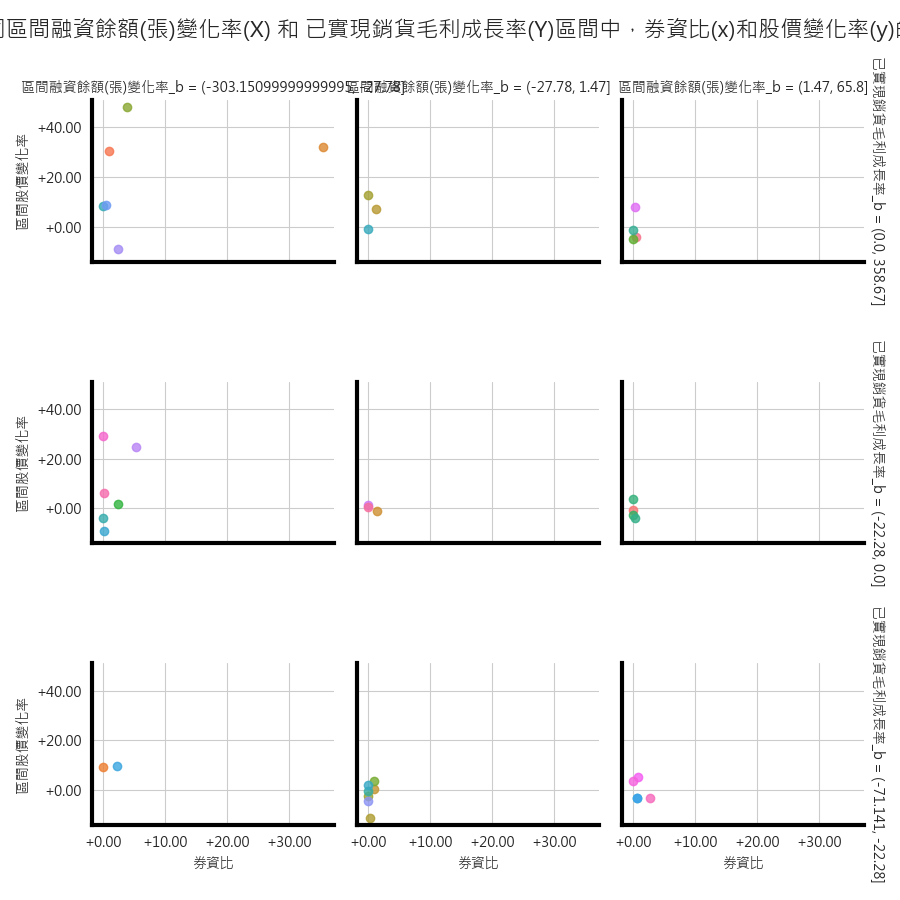 區間融資餘額(張)變化率(X) 和 已實現銷貨毛利成長率(Y)區間中，券資比(x)和股價變化率(y)
區間融資餘額(張)變化率_b = (-303.15099999999995, -27.78]
區間融資餘額(張)變化率_b = (-27.78, 1.47]
區間融資餘額(張)變化率_b = (1.47, 65.8]
已實現銷貨毛利成長率_b = (0.0, 358.67]
區間股價變化率
+40.00
+20.00
+0.00
已實現銷貨毛利成長率_b = (-22.28, 0.0]
區間股價變化率
+40.00
+20.00
+0.00
已實現銷貨毛利成長率_b = (-71.141, -22.28]
區間股價變化率
+40.00
+20.00
+0.00
+0.00 +10.00 +20.00 +30.00
+0.00 +10.00 +20.00 +30.00
+0.00 +10.00 +20.00 +30.00
券資比
券資比
券資比